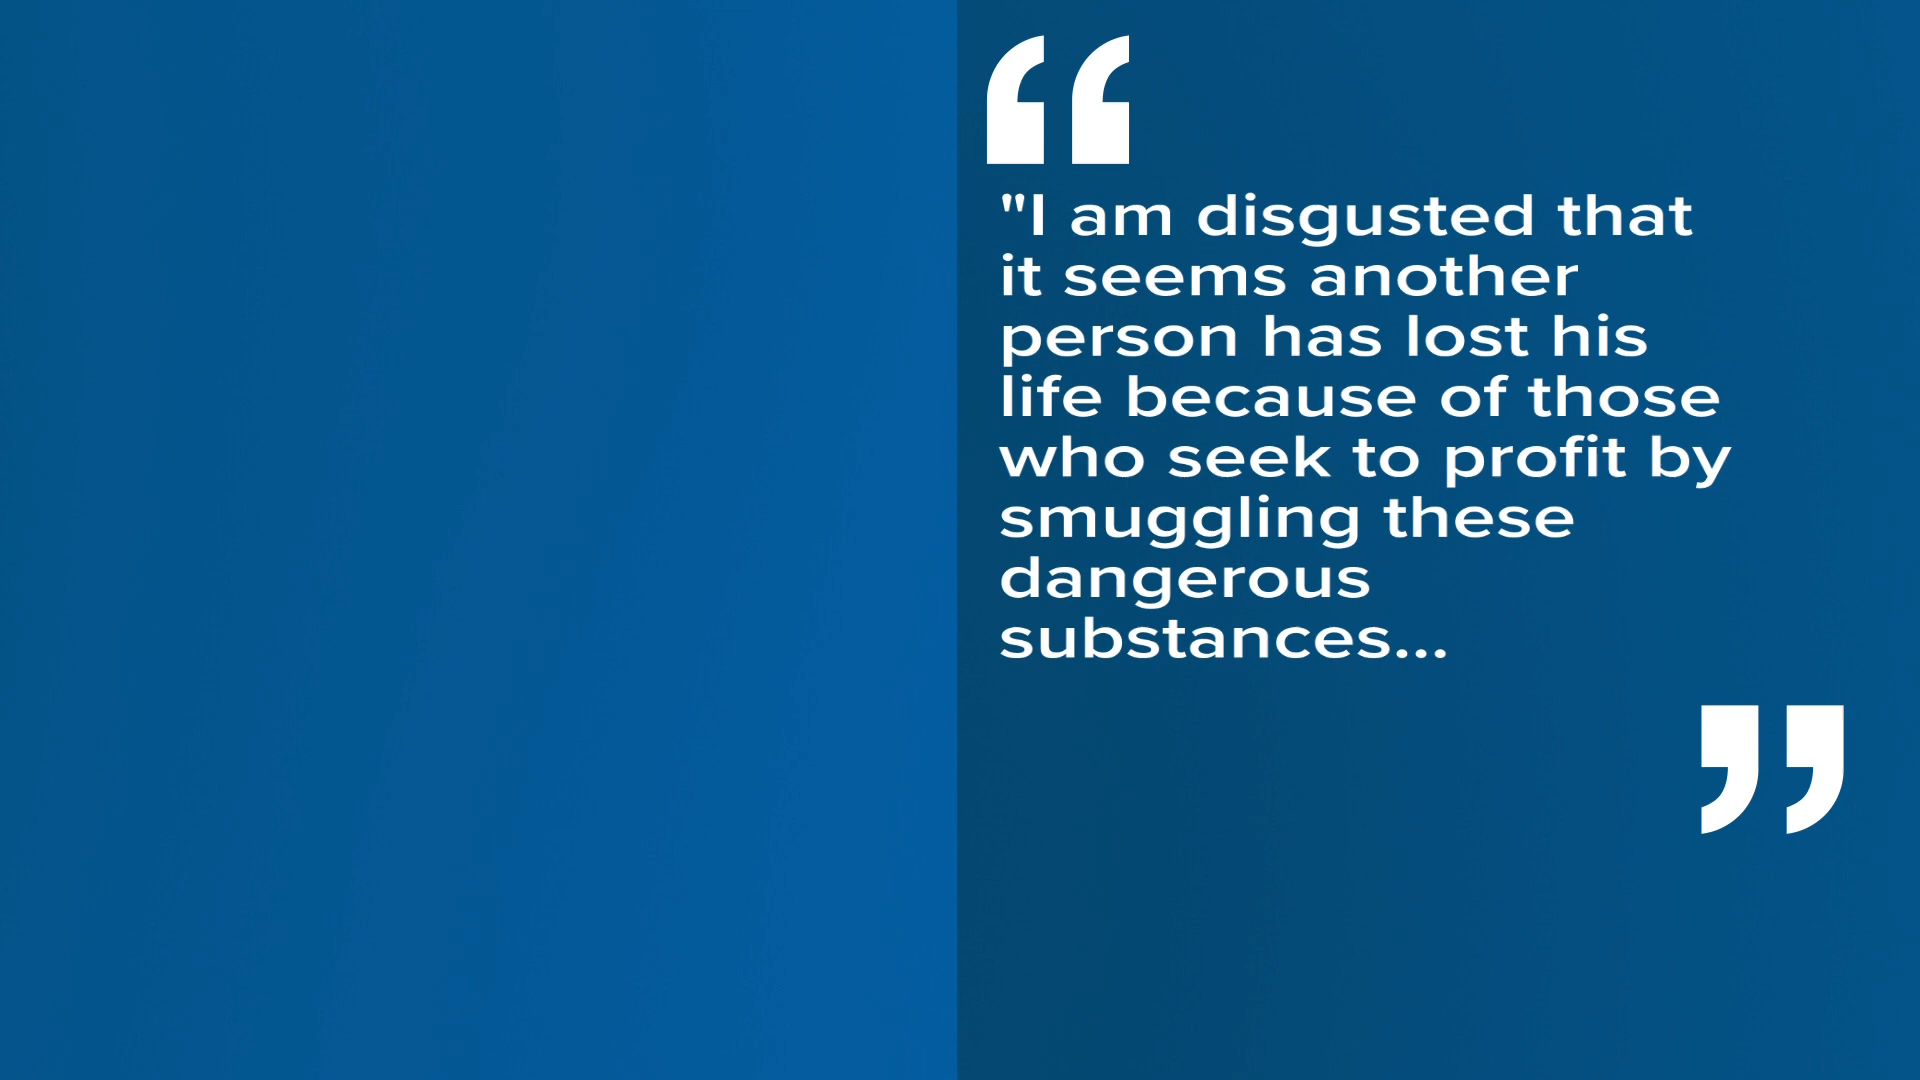 “
"I am disgusted that
it seems another
person has lost his
life because of those
who seek to profit by
smuggling these
dangerous
substances...
”